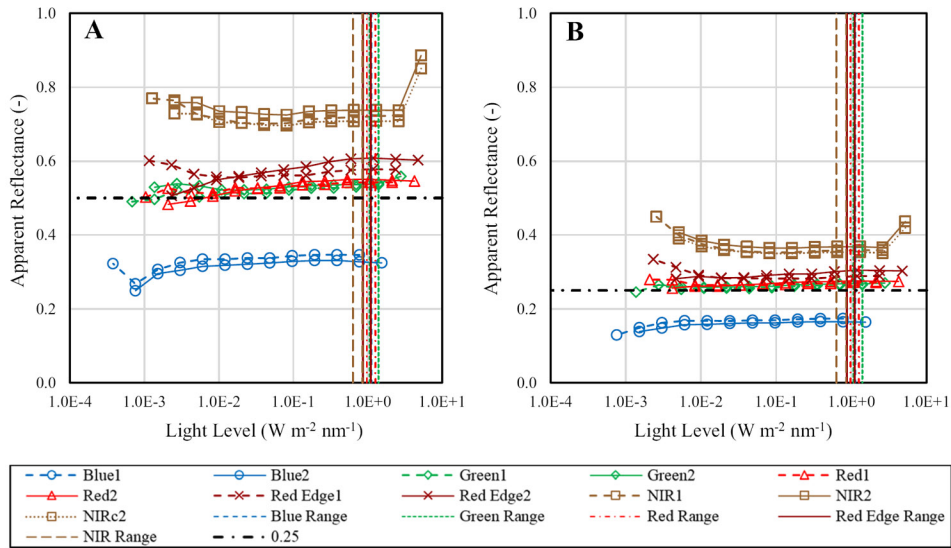 A
B
Apparent Reflectance (-)
1.0
0.8
0.6
0.4
0.2
0.0
1.0E-4 1.0E-3 1.0E-2 1.0E-1 1.0E+0 1.0E+1
Light Level (W m-2 nm-1)
Apparent Reflectance (-)
1.0
0.8
0.6
0.4
0.2
0.0
1.0E-4 1.0E-3 1.0E-2 1.0E-1 1.0E+0 1.0E+1
Light Level (W m-2 nm-1)
Blue1 Blue2 Green1 Green2 Red1
Red2 Red Edge1 Red Edge2 NIR1 NIR2
NIRc2 Blue Range Green Range Red Range Red Edge Range
NIR Range 0.25